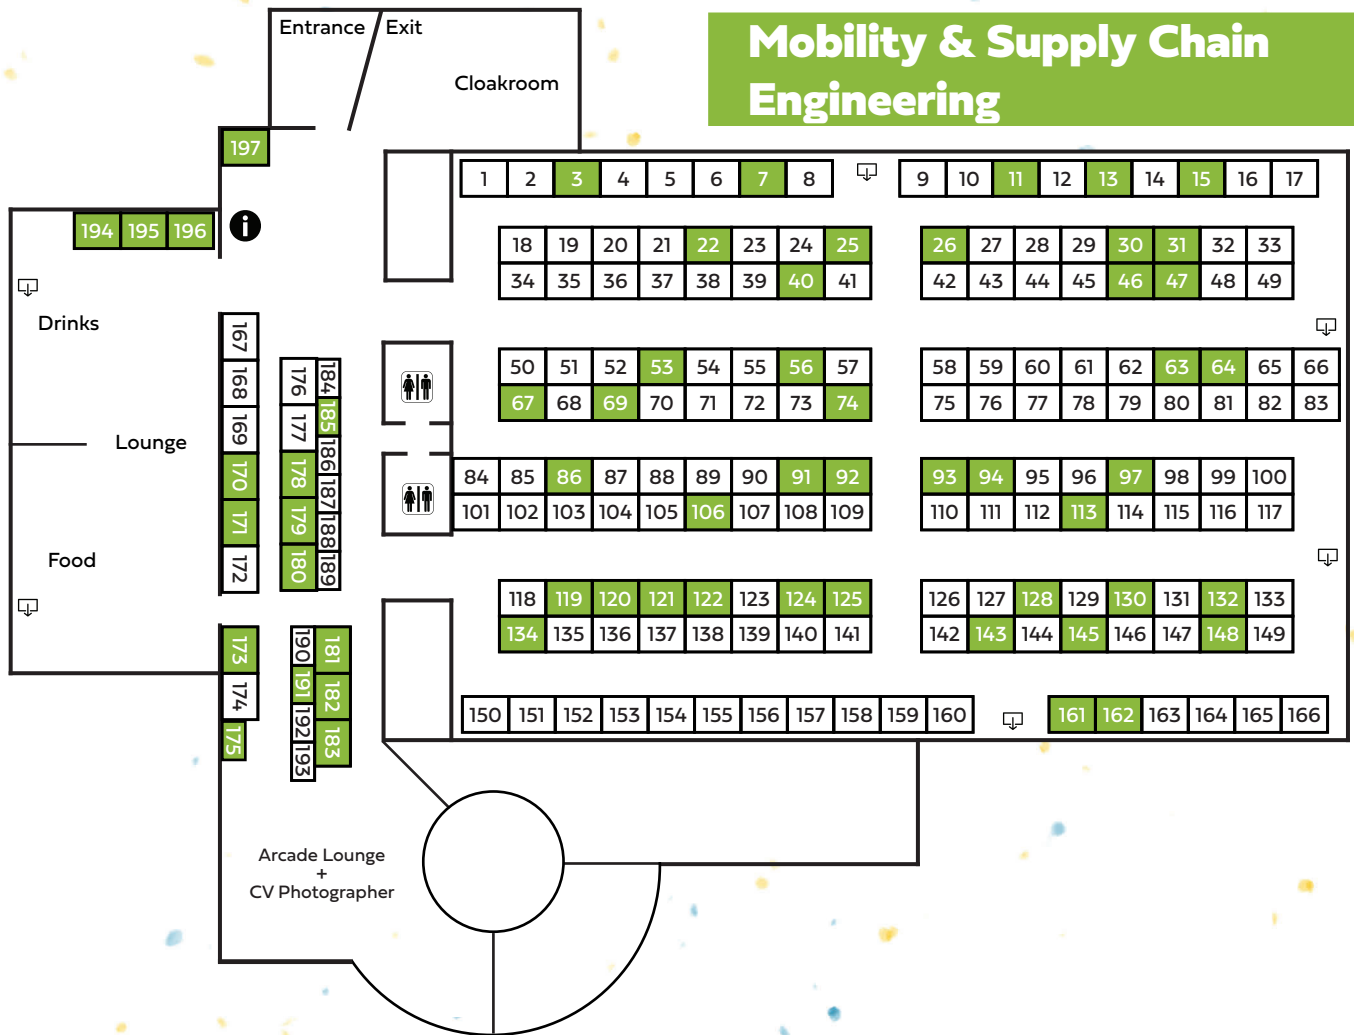 Mobility & Supply Chain
Engineering
Entrance Exit
Cloakroom
197
1 2 3 4 5 6 7 8 9 10 11 12 13 14 15 16 17
194 195 196 i
18 19 20 21 22 23 24 25 26 27 28 29 30 31 32 33
34 35 36 37 38 39 40 41 42 43 44 45 46 47 48 49
Drinks
50 51 52 53 54 55 56 57 58 59 60 61 62 63 64 65 66
67 68 69 70 71 72 73 74 75 76 77 78 79 80 81 82 83
167
168
169
170
171
172
176
177
178
179
180
184
185
186
187
188
189
Lounge
84 85 86 87 88 89 90 91 92 93 94 95 96 97 98 99 100
101 102 103 104 105 106 107 108 109 110 111 112 113 114 115 116 117
Food
118 119 120 121 122 123 124 125 126 127 128 129 130 131 132 133
134 135 136 137 138 139 140 141 142 143 144 145 146 147 148 149
173
174
175
190
191
192
193
181
182
183
150 151 152 153 154 155 156 157 158 159 160 161 162 163 164 165 166
Arcade Lounge
+
CV Photographer